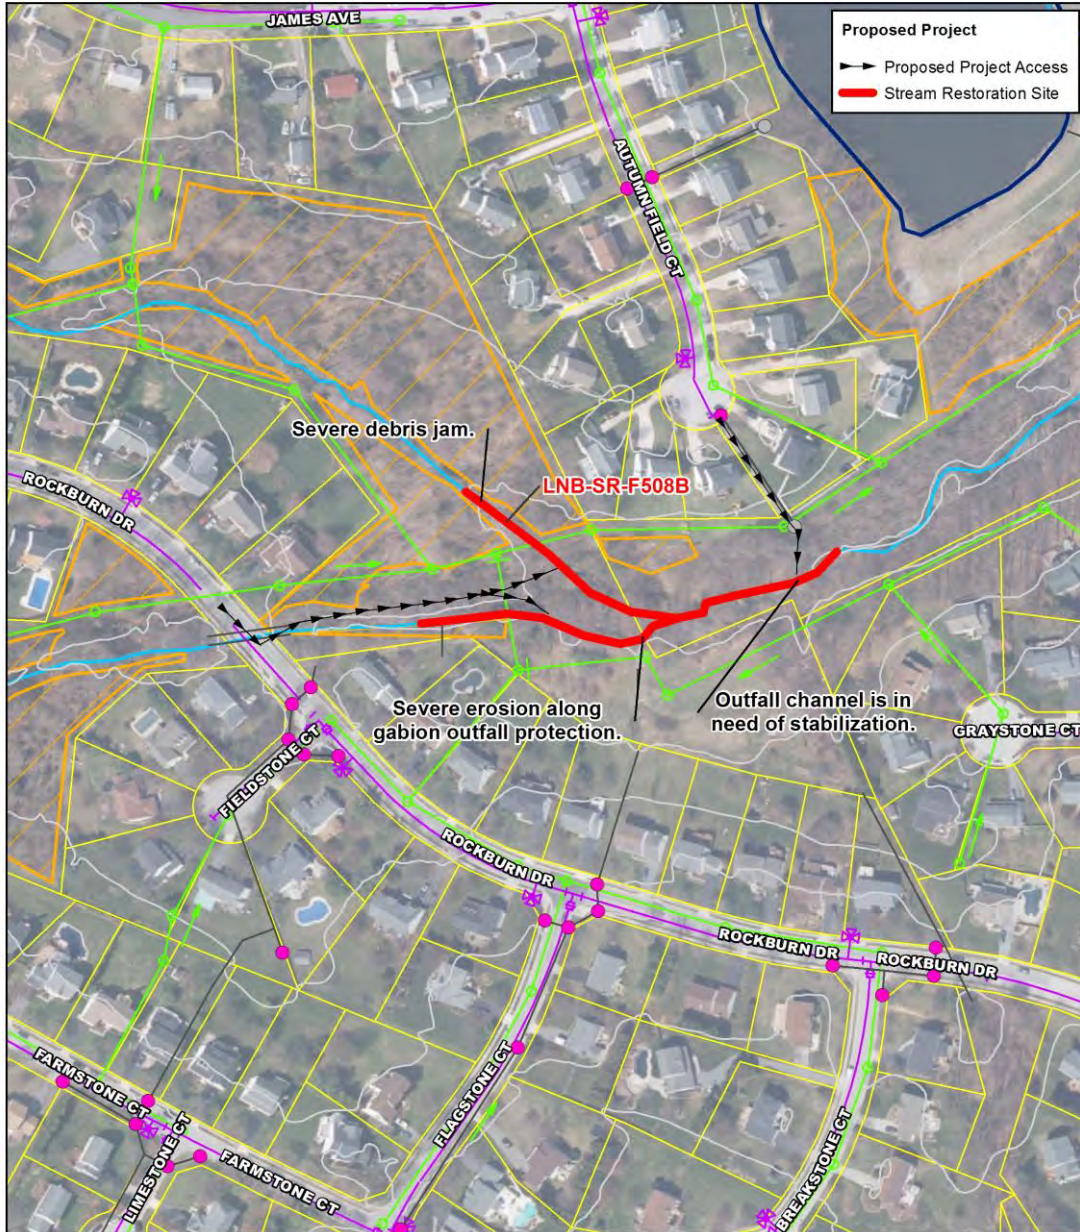 JAMES AVE
Proposed Project
Proposed Project Access
Stream Restoration Site
AUTUMN FIELD CT
Severe debris jam.
LNB-SR-F508B
ROCKBURN DR
Severe erosion along
gabion outfall protection.
Outfall channel is in
need of stabilization.
GRAYSTONE CT
FIELDSTONE CT
ROCKBURN DR
ROCKBURN DR
ROCKBURN DR
FARMSTONE CT
LIMESTONE CT
FARMSTONE CT
FLAGSTONE CT
BREAKSTONE CT